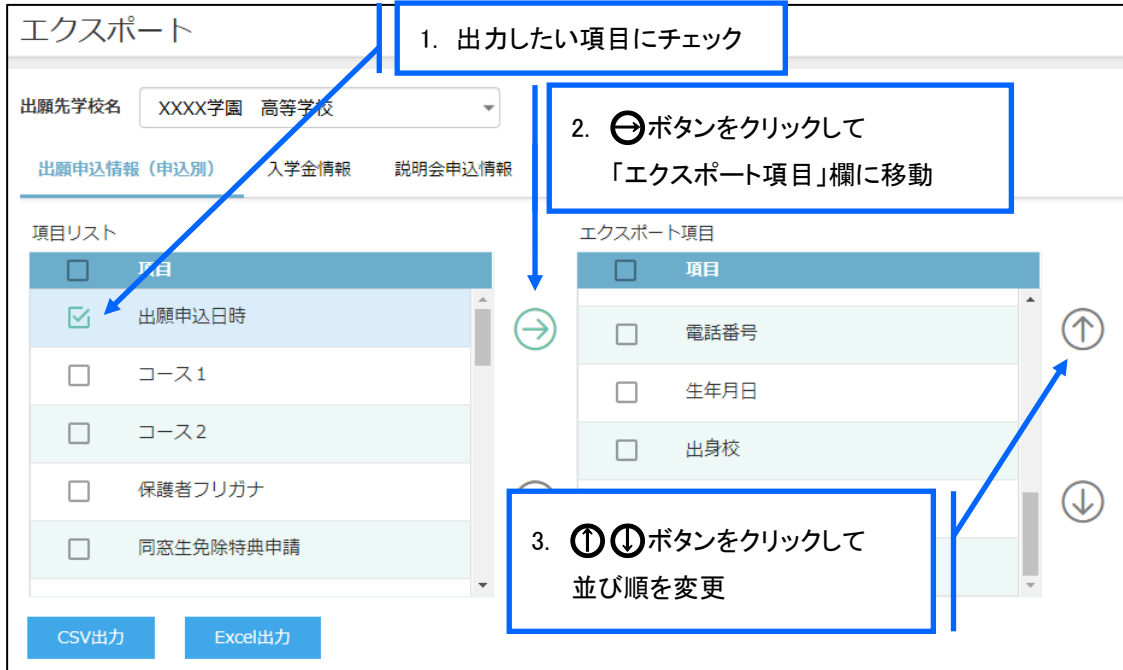 エクスポート
1. 出力したい項目にチェック
出願先学校名
XXXX学園 高等学校
2. ボタンをクリックして
「エクスポート項目」欄に移動
出願申込情報（申込別）
入学金情報
説明会申込情報
項目リスト
項目
出願申込日時
コース1
コース2
保護者フリガナ
同窓生免除特典申請
エクスポート項目
項目
電話番号
生年月日
出身校
3. ボタンをクリックして
並び順を変更
CSV出力
Excel出力